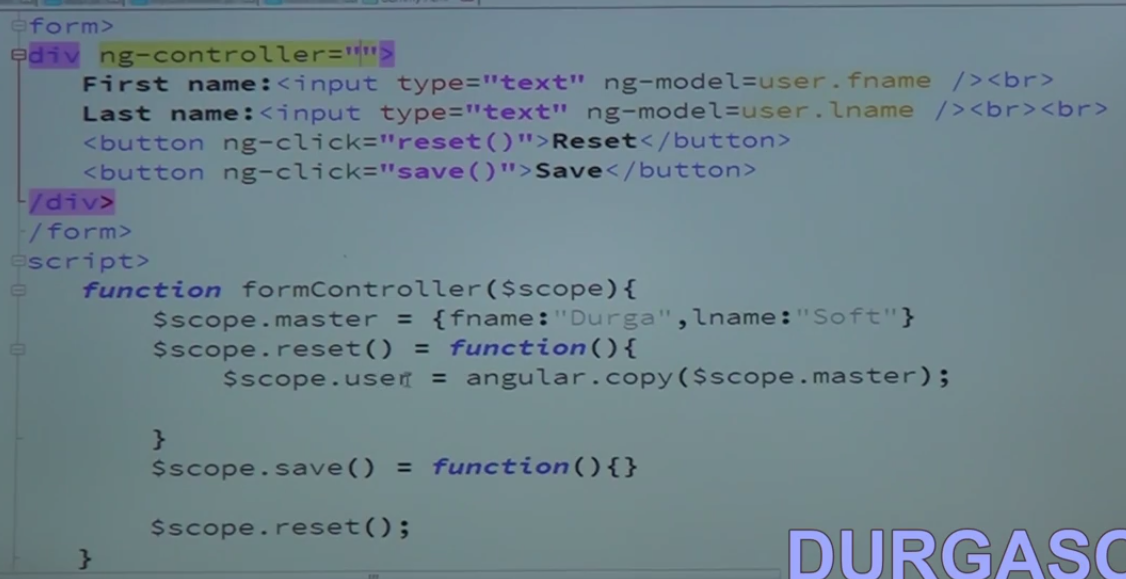 form>
div ng-controller="">
First name:<input type="text" ng-model=user.fname /><br>
Last name:<input type="text" ng-model=user.lname /><br><br>
<button ng-click="reset()">Reset</button>
<button ng-click="save()">Save</button>
/div>
/form>
script>
function formController($scope){
$scope.master = {fname:"Durga",lname:"Soft"}
$scope.reset() = function(){
$scope.user = angular.copy($scope.master);
}
$scope.save() = function(){}
$scope.reset();
}
DURGASO